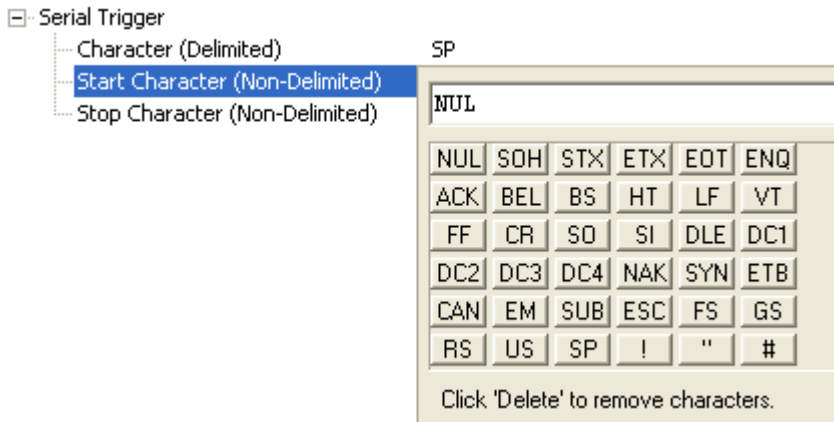 Serial Trigger
Character (Delimited) SP
Start Character (Non-Delimited)
Stop Character (Non-Delimited)
NUL
NUL SOH STX ETX EOT ENQ
ACK BEL BS HT LF VT
FF CR SO SI DLE DC1
DC2 DC3 DC4 NAK SYN ETB
CAN EM SUB ESC FS GS
RS US SP ! " #
Click 'Delete' to remove characters.